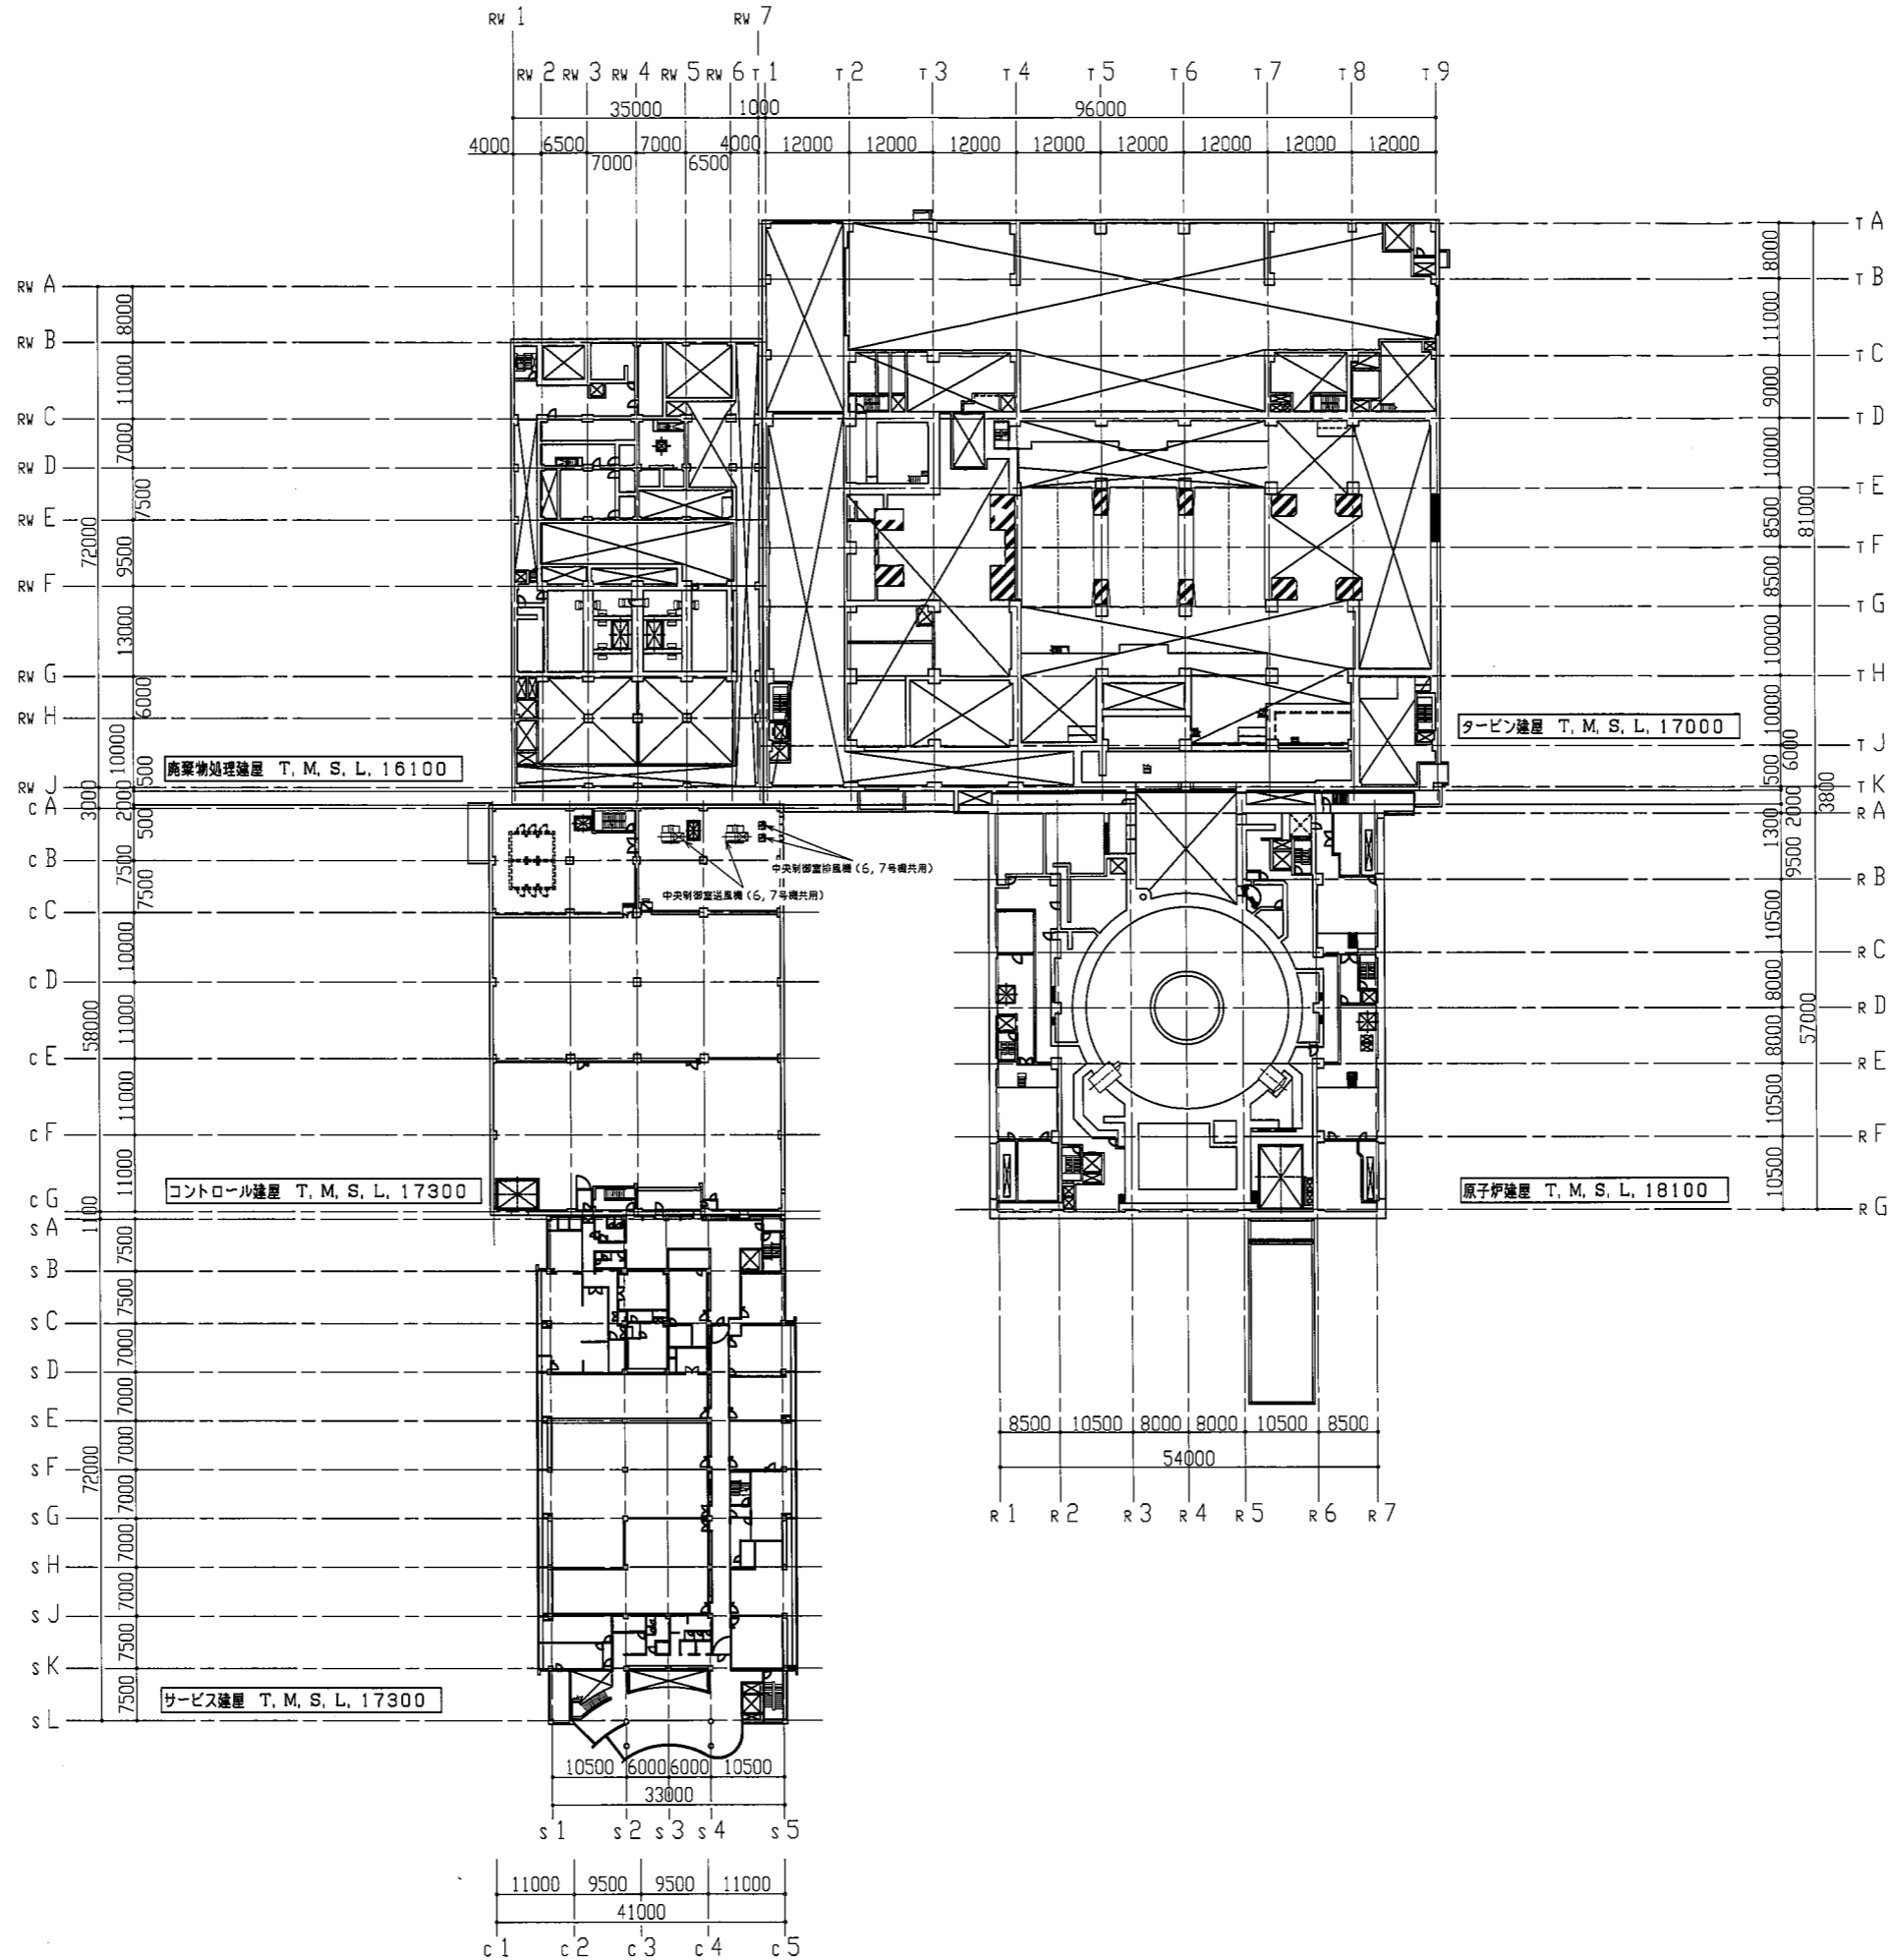 RW 1 RW 7
RW 2 RW 3 RW 4 RW 5 RW 6 T 1 T 2 T 3 T 4 T 5 T 6 T 7 T 8 T 9
35000 1000 96000
4000 6500 7000 7000 6500 4000 12000 12000 12000 12000 12000 12000 12000 12000
RW A
RW B
RW C
RW D
RW E
RW F
RW G
RW H
RW J
8000
11000
7000
7500
9500
13000
6000
10000
500
72000
3000
2000
500
c A
c B
c C
c D
c E
c F
c G
7500
7500
10000
11000
11000
11000
58000
1100
s A
s B
s C
s D
s E
s F
s G
s H
s J
s K
s L
7500
7500
7000
7000
7000
7000
7000
7000
7500
7500
72000
T A
T B
T C
T D
T E
T F
T G
T H
T J
T K
8000
11000
9000
10000
8500
8500
10000
10000
6000
500
81000
3800
2000
1300
R A
R B
R C
R D
R E
R F
R G
9500
10500
8000
8000
10500
10500
57000
廃棄物処理建屋 T. M. S. L. 16100
タービン建屋 T. M. S. L. 17000
中央制御室排風機(6, 7号機共用)
中央制御室送風機(6, 7号機共用)
コントロール建屋 T. M. S. L. 17300
原子炉建屋 T. M. S. L. 18100
サービス建屋 T. M. S. L. 17300
8500 10500 8000 8000 10500 8500
54000
R 1 R 2 R 3 R 4 R 5 R 6 R 7
10500 6000 6000 10500
33000
s 1 s 2 s 3 s 4 s 5
11000 9500 9500 11000
41000
c 1 c 2 c 3 c 4 c 5